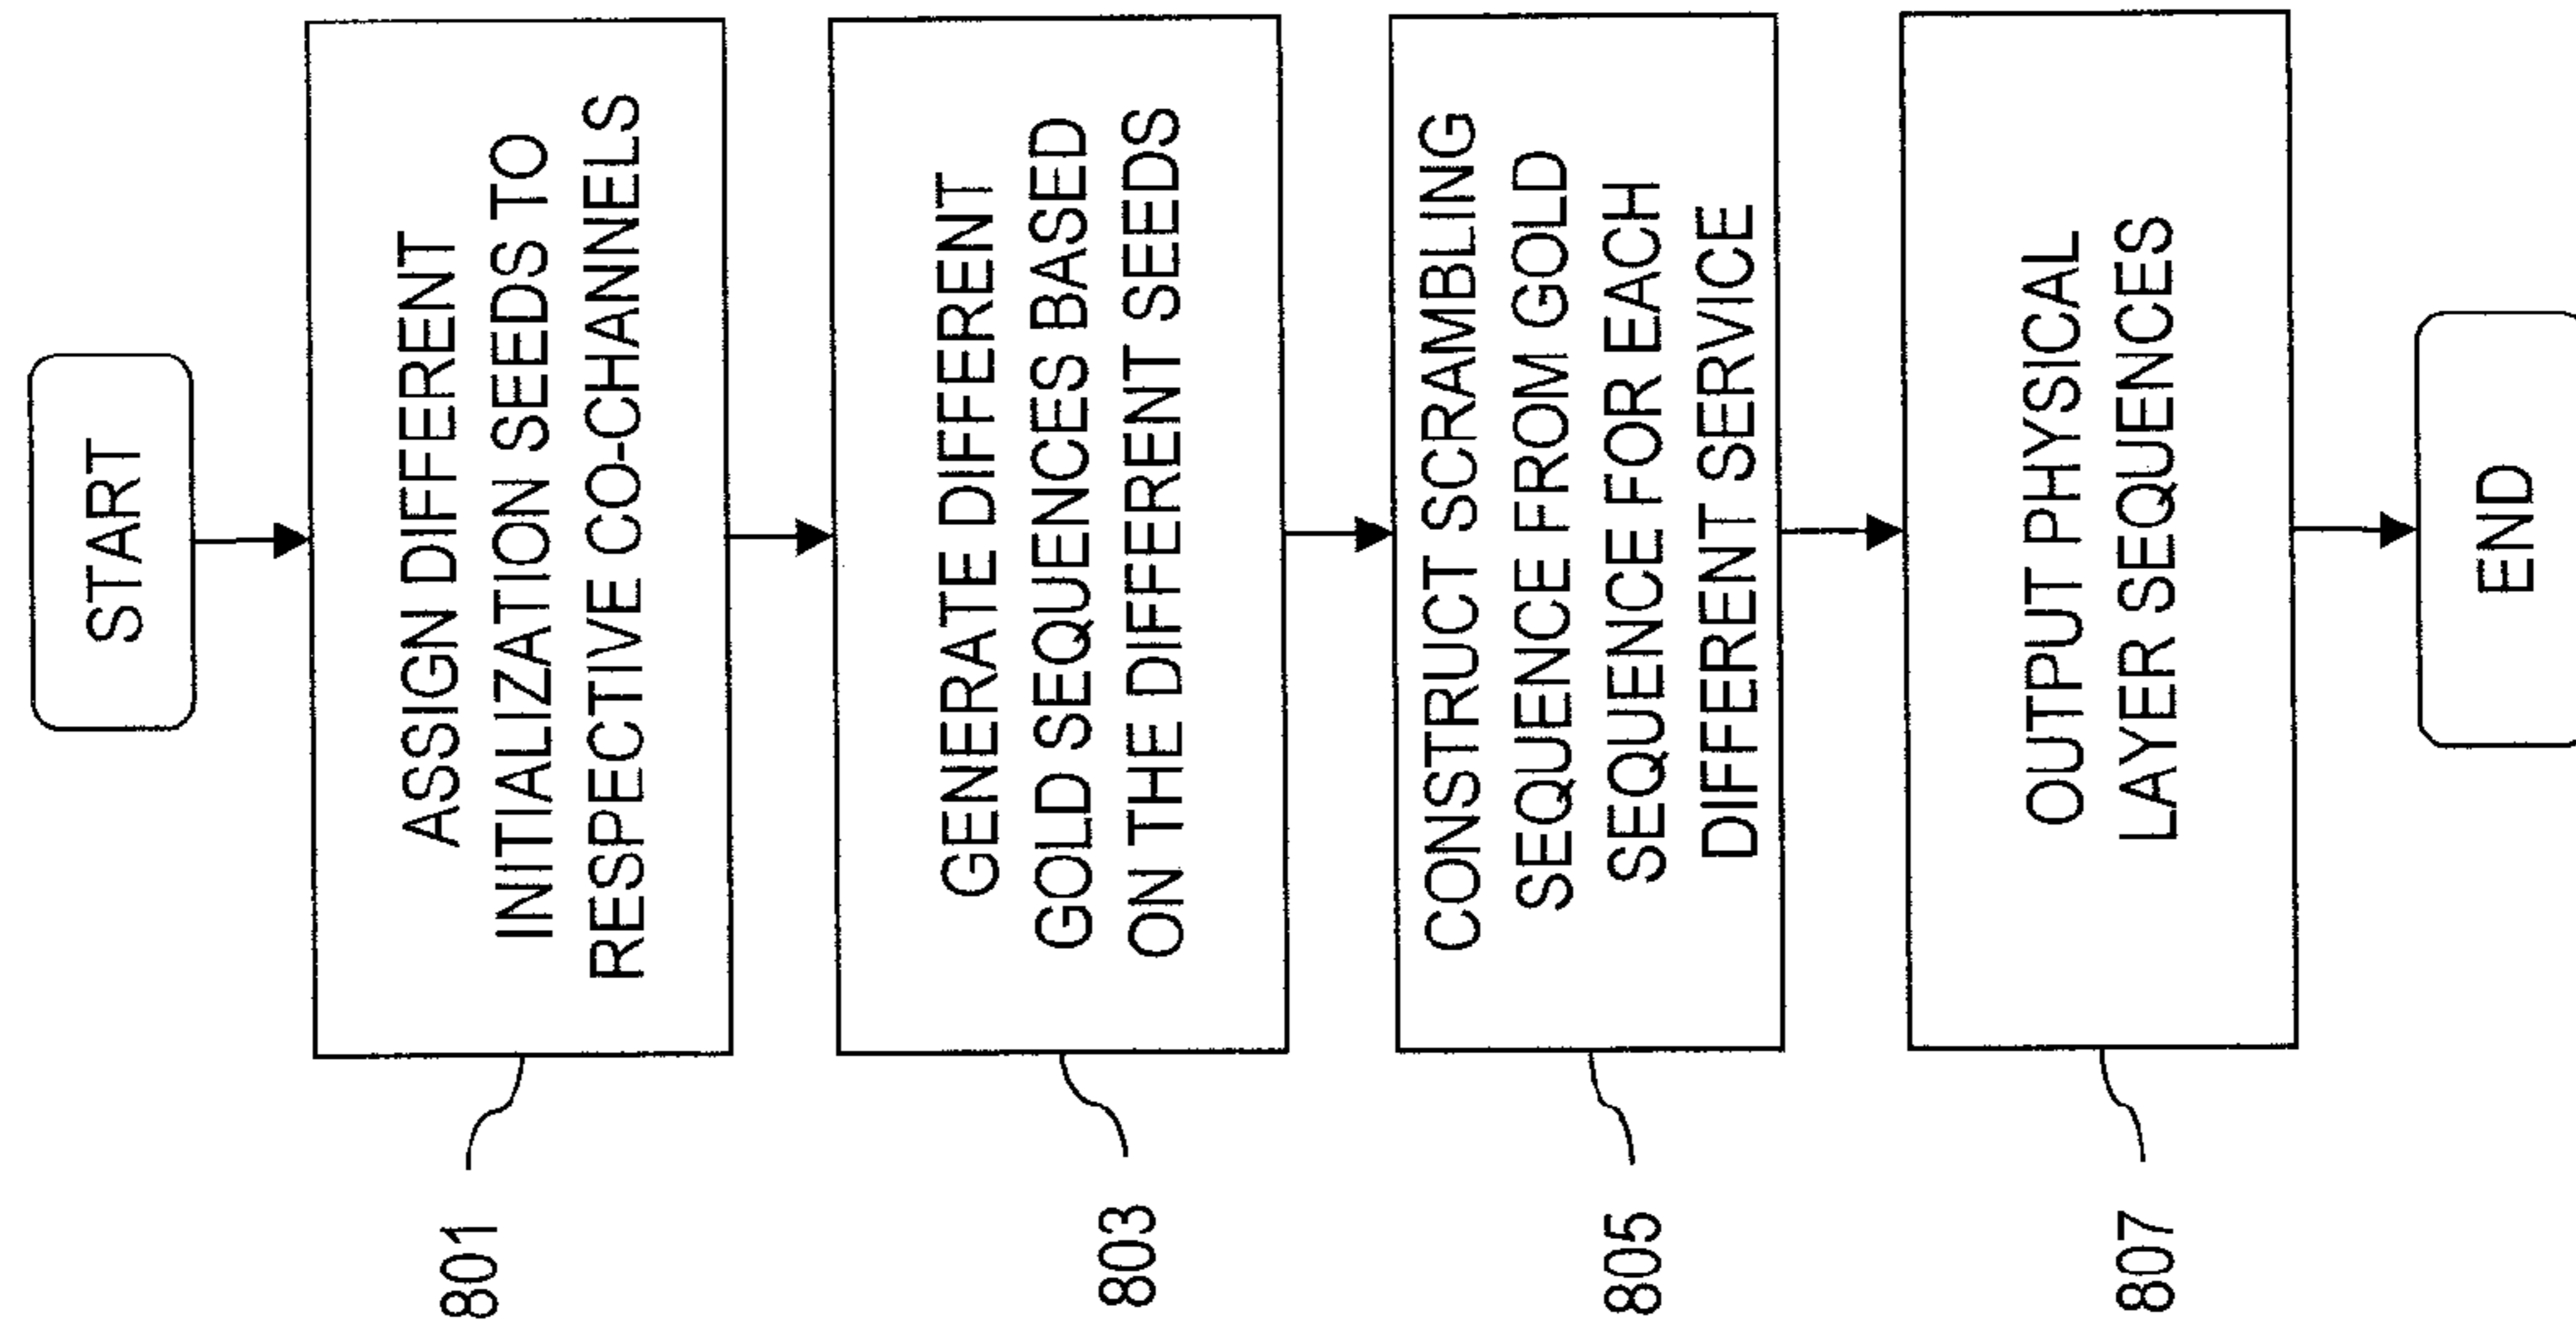 START
ASSIGN DIFFERENT
INITIALIZATION SEEDS TO
RESPECTIVE CO-CHANNELS
801
GENERATE DIFFERENT
GOLD SEQUENCES BASED
ON THE DIFFERENT SEEDS
803
CONSTRUCT SCRAMBLING
SEQUENCE FROM GOLD
SEQUENCE FOR EACH
DIFFERENT SERVICE
805
OUTPUT PHYSICAL
LAYER SEQUENCES
807
END